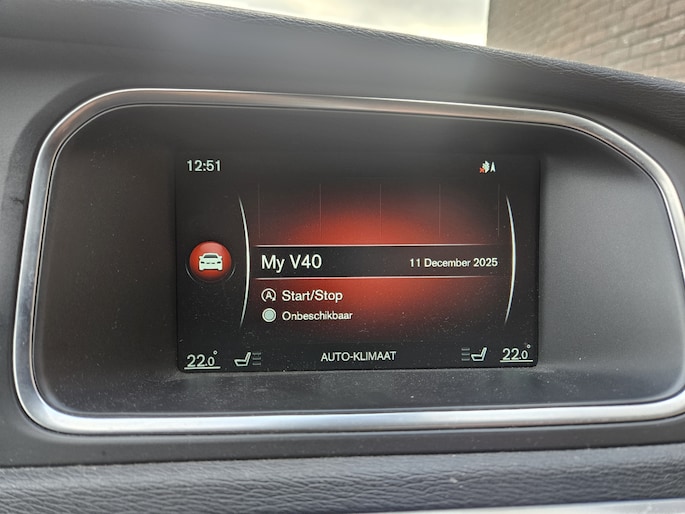 12:51
My V40 11 December 2025
Start/Stop
Onbeschikbaar
22.0° AUTO-KLIMAAT 22.0°